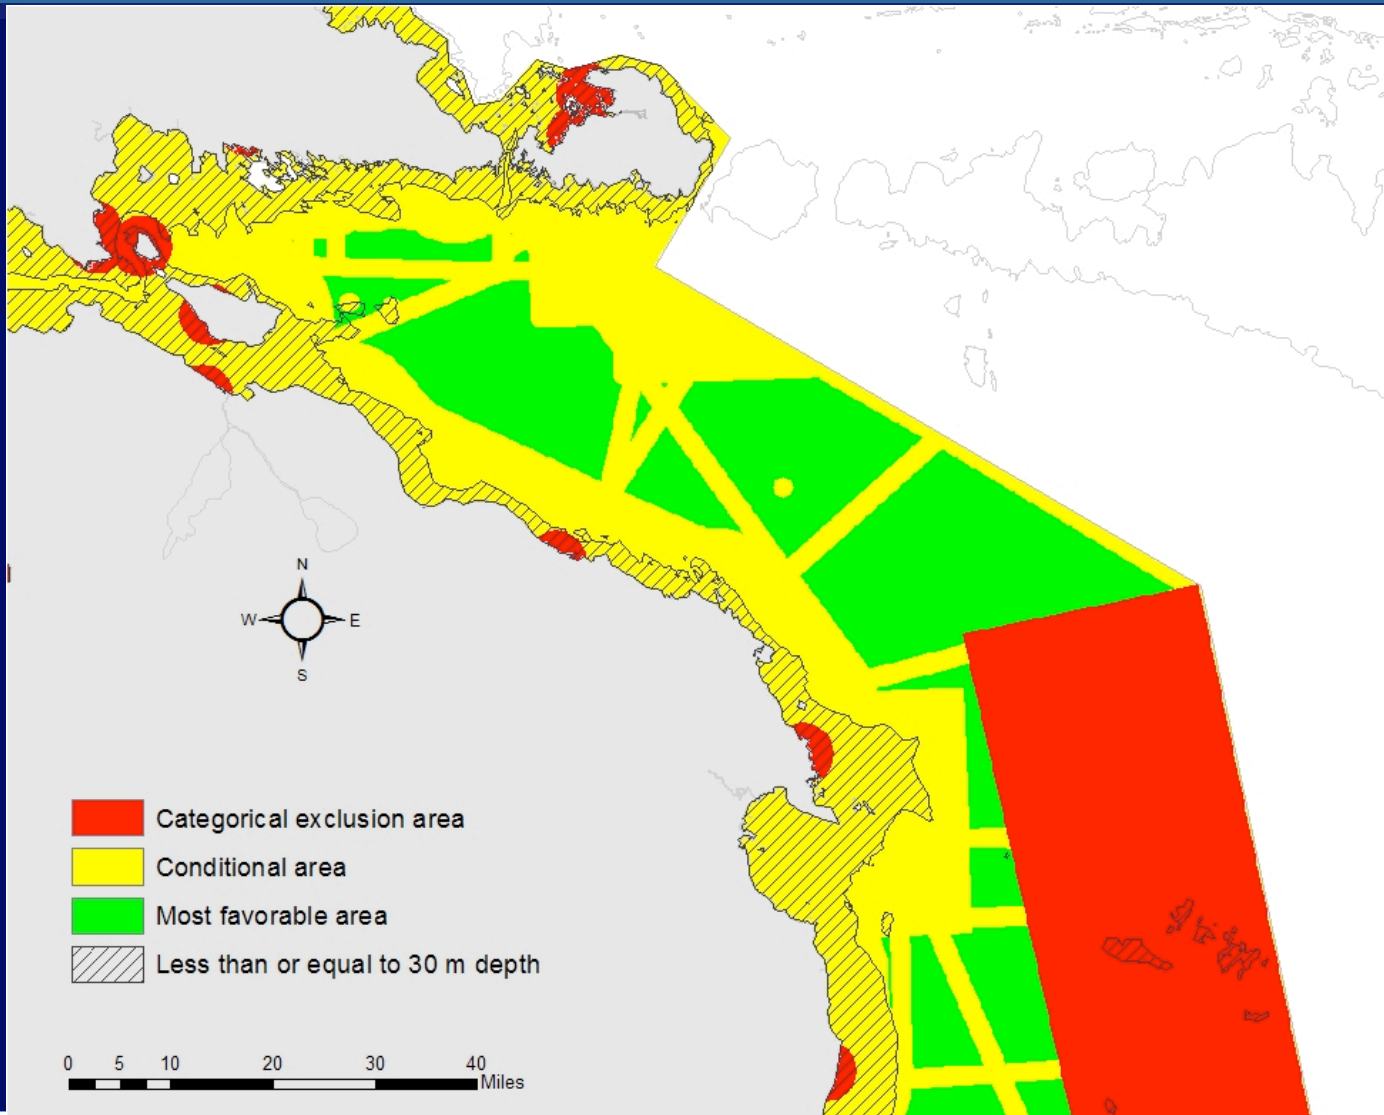 N
W E
S
Categorical exclusion area
Conditional area
Most favorable area
Less than or equal to 30 m depth
0 5 10 20 30 40
Miles